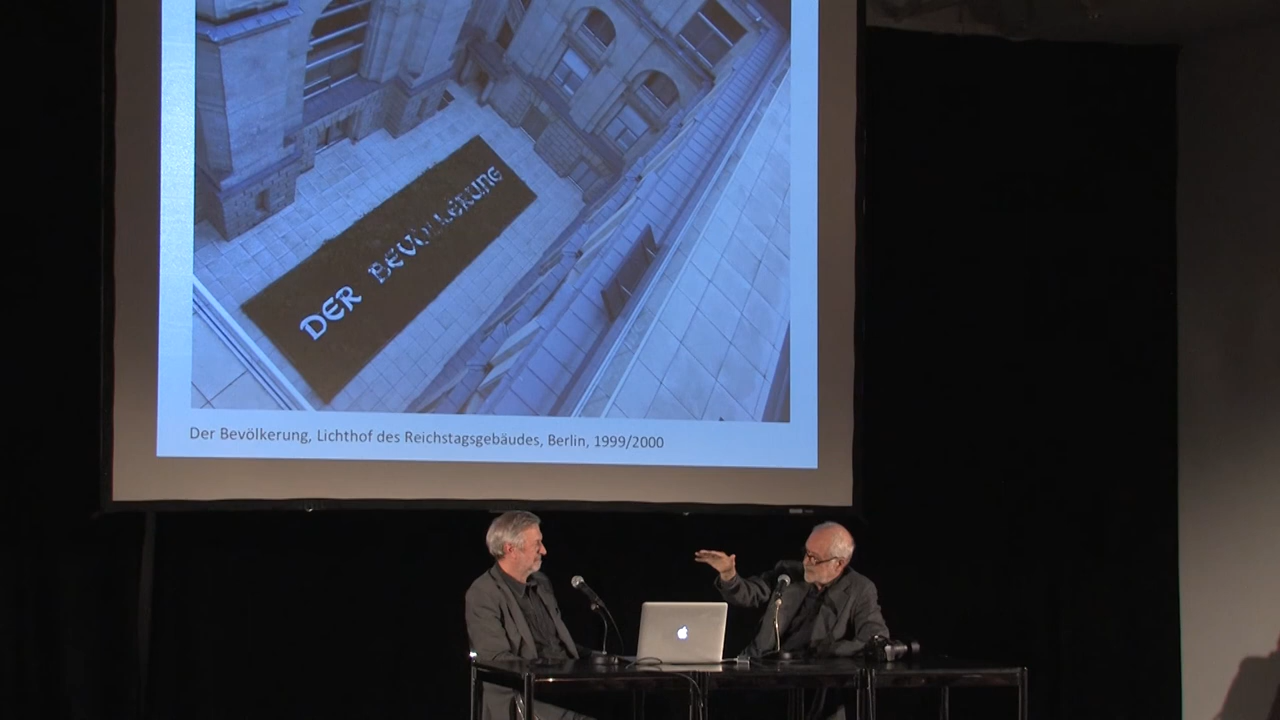 DER BEVÖLKERUNG
Der Bevölkerung, Lichthof des Reichstagsgebäudes, Berlin, 1999/2000